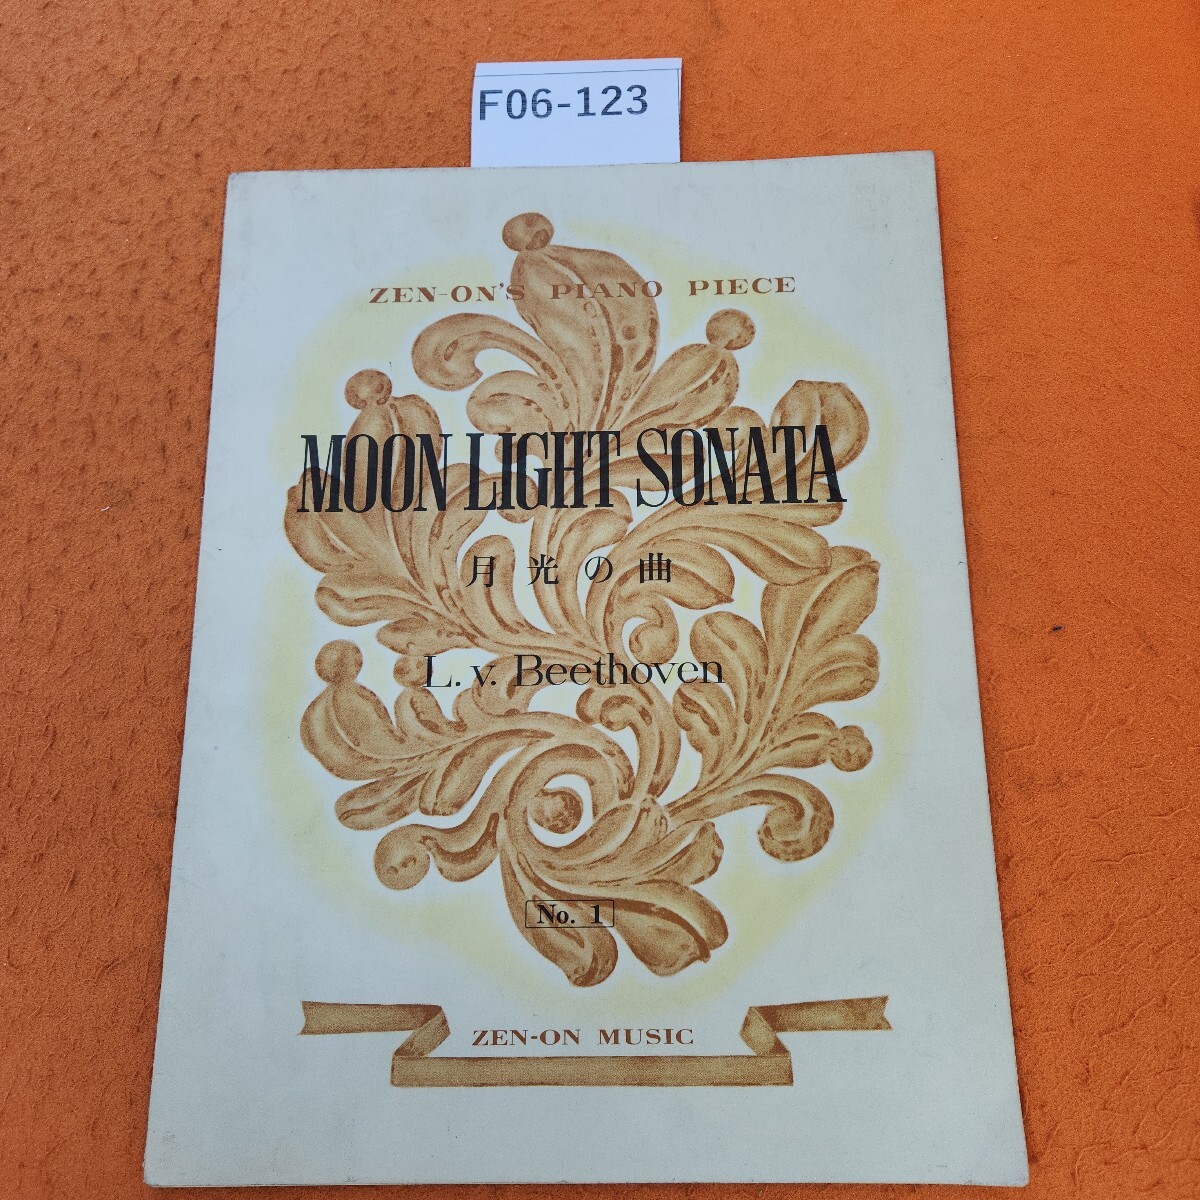 F06-123
ZEN-ON'S PIANO PIECE
MOON LIGHT SONATA
月光の曲
L. v. Beethoven
No. 1
ZEN-ON MUSIC